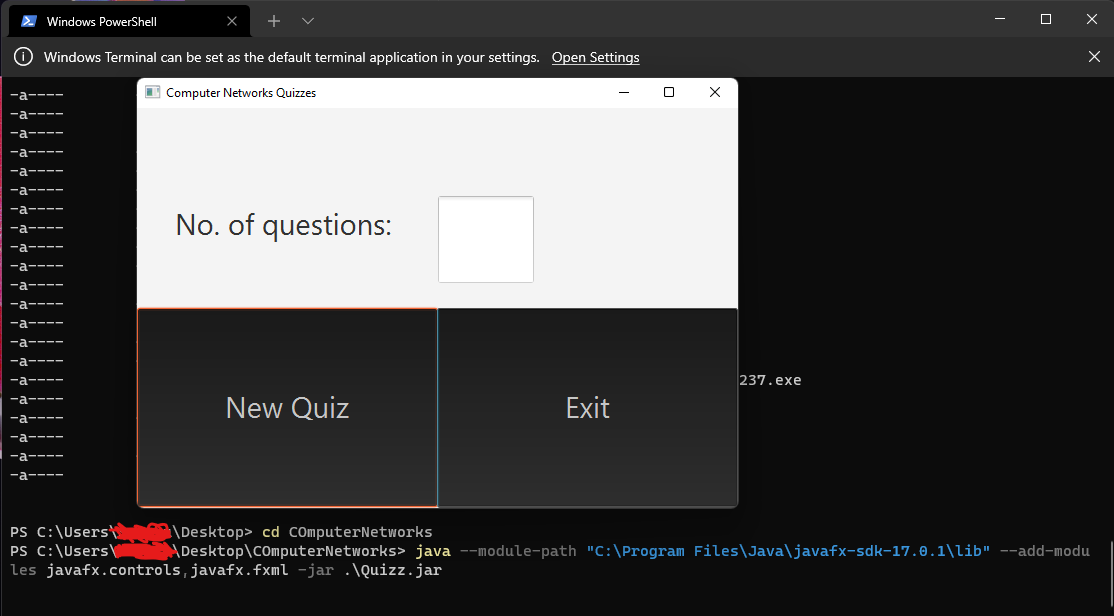 Windows PowerShell
Windows Terminal can be set as the default terminal application in your settings. Open Settings
-a----
Computer Networks Quizzes
-a----
-a----
-a----
-a----
-a----
-a----
No. of questions:
-a----
-a----
-a----
-a----
-a----
-a----
-a----
-a----
237.exe
-a----
New Quiz
Exit
-a----
-a----
-a----
-a----
-a----
PS C:\Users\ \Desktop> cd COmputerNetworks
PS C:\Users\ \Desktop\COmputerNetworks> java --module-path "C:\Program Files\Java\javafx-sdk-17.0.1\lib" --add-modu
les javafx.controls,javafx.fxml -jar .\Quizz.jar